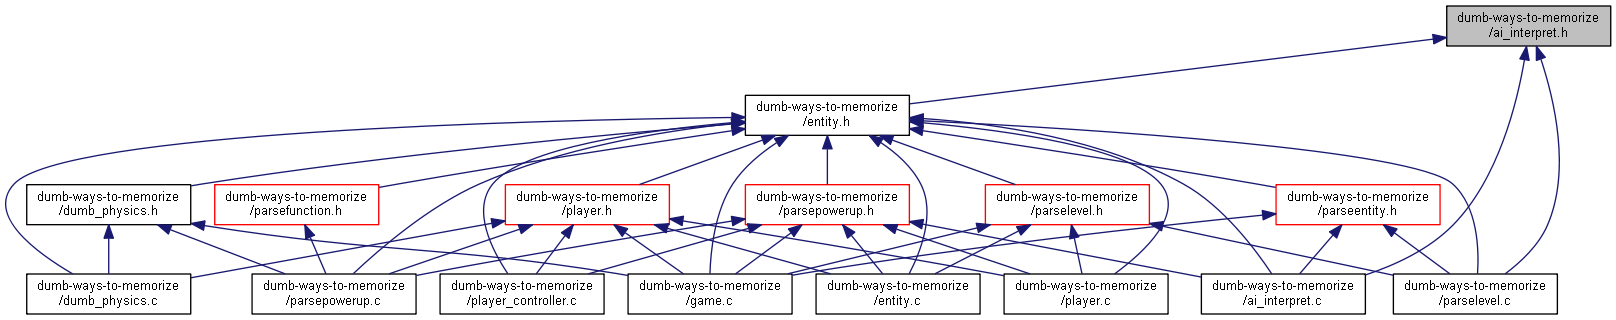 dumb-ways-to-memorize
/ai_interpret.h
dumb-ways-to-memorize
/entity.h
dumb-ways-to-memorize
/dumb_physics.h
dumb-ways-to-memorize
/parsefunction.h
dumb-ways-to-memorize
/player.h
dumb-ways-to-memorize
/parsepowerup.h
dumb-ways-to-memorize
/parselevel.h
dumb-ways-to-memorize
/parseentity.h
dumb-ways-to-memorize
/dumb_physics.c
dumb-ways-to-memorize
/parsepowerup.c
dumb-ways-to-memorize
/player_controller.c
dumb-ways-to-memorize
/game.c
dumb-ways-to-memorize
/entity.c
dumb-ways-to-memorize
/player.c
dumb-ways-to-memorize
/ai_interpret.c
dumb-ways-to-memorize
/parselevel.c